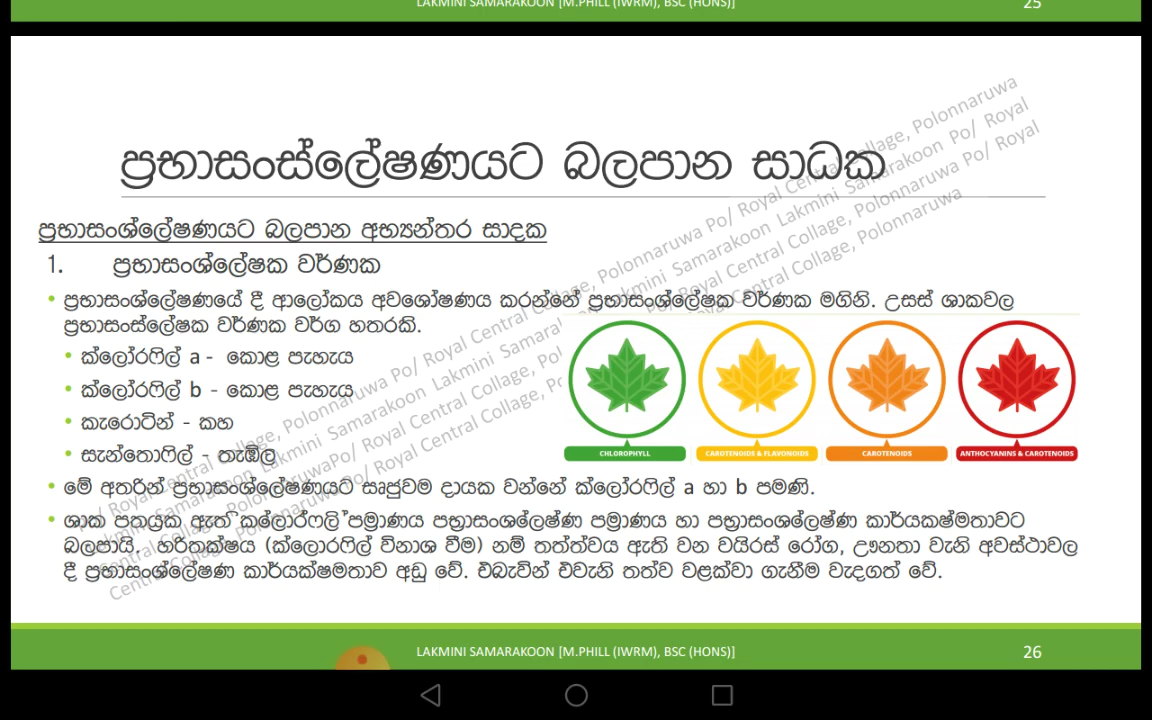 LAKMINI SAMARAKOON [M.PHILL (IWRM), BSC (HONS)] 25
ප්‍රභාසංස්ලේෂණයට බලපාන සාධක
ප්‍රභාසංශ්ලේෂණයට බලපාන අභ්‍යන්තර සාදක
1. ප්‍රභාසංශ්ලේෂක වර්ණක
• ප්‍රභාසංශ්ලේෂණයේ දී ආලෝකය අවශෝෂණය කරන්නේ ප්‍රභාසංශ්ලේෂක වර්ණක මගිනි. උසස් ශාකවල
ප්‍රභාසංස්ලේෂක වර්ණක වර්ග හතරකි.
• ක්ලෝරෆිල් a - කොළ පැහැය
• ක්ලෝරෆිල් b - කොළ පැහැය
• කැරොටින් - කහ
• සැන්තොෆිල් - තැඹිලි
CHLOROPHYLL
CAROTENOIDS & FLAVONOIDS
CAROTENOIDS
ANTHOCYANINS & CAROTENOIDS
• මේ අතරින් ප්‍රභාසංශ්ලේෂණයට සෘජුවම දායක වන්නේ ක්ලෝරෆිල් a හා b පමණි.
• ශාක පත්‍රයක ඇති ක්ලෝරෆිල් ප්‍රමාණය ප්‍රභාසංශ්ලේෂණ ප්‍රමාණය හා ප්‍රභාසංශ්ලේෂණ කාර්යක්ෂමතාවට
බලපායි. හරිතක්ෂය (ක්ලොරෆිල් විනාශ වීම) නම් තත්ත්වය ඇති වන වයිරස් රෝග, ඌනතා වැනි අවස්ථාවල
දී ප්‍රභාසංශ්ලේෂණ කාර්යක්ෂමතාව අඩු වේ. එබැවින් එවැනි තත්ව වළක්වා ගැනීම වැදගත් වේ.
LAKMINI SAMARAKOON [M.PHILL (IWRM), BSC (HONS)] 26